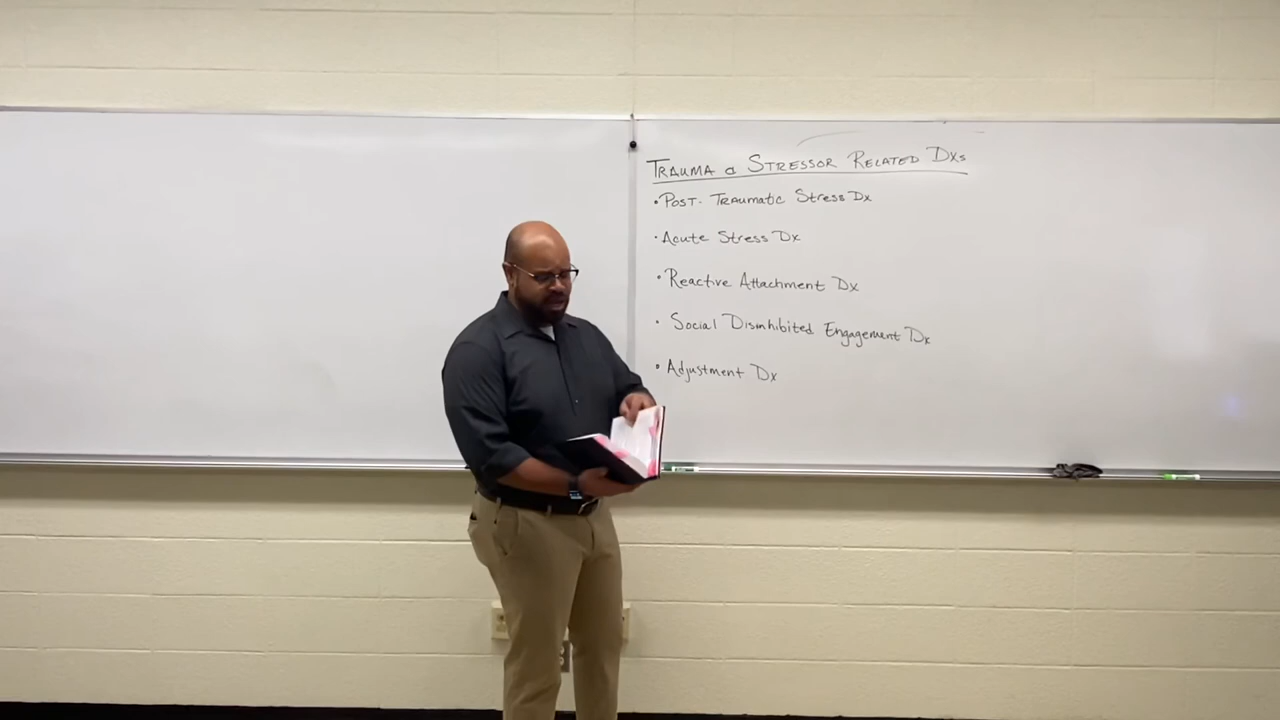 TRAUMA & STRESSOR RELATED DXs
• POST-TRAUMATIC STRESS DX
• Acute Stress Dx
• Reactive Attachment Dx
• Social Disinhibited Engagement Dx
• Adjustment Dx